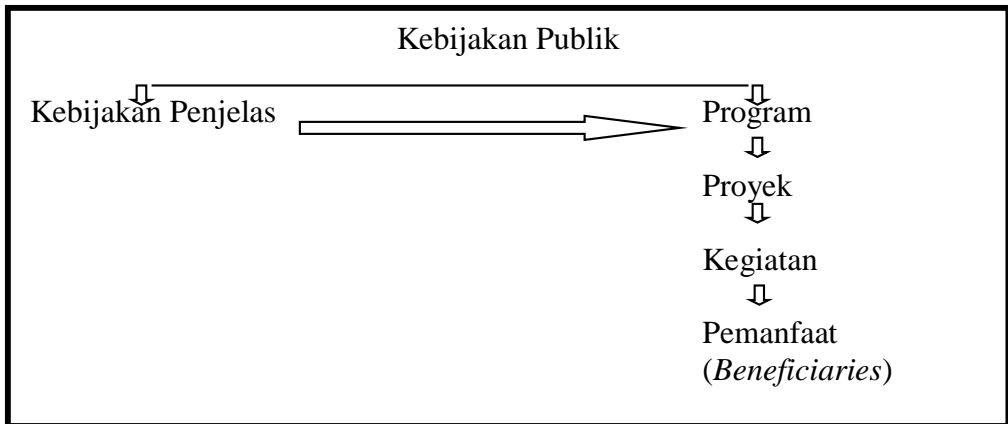 Kebijakan Publik
Kebijakan Penjelas
Program
Proyek
Kegiatan
Pemanfaat
(Beneficiaries)